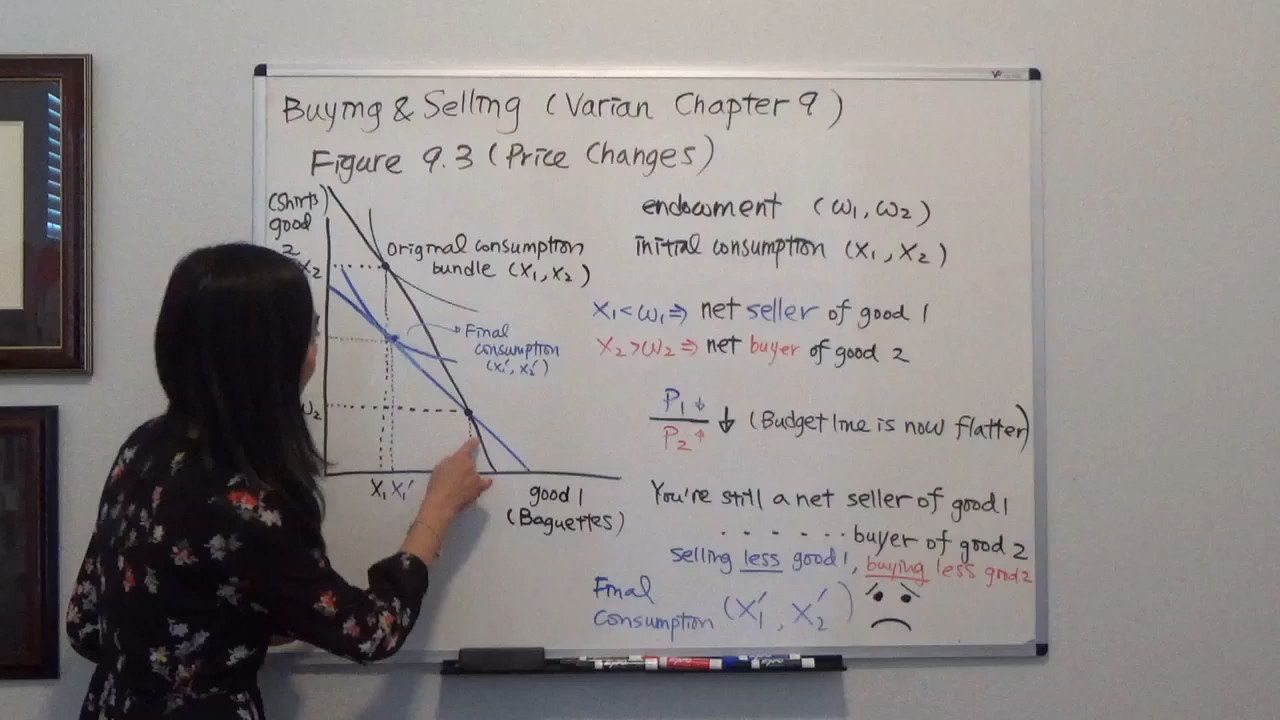 Buying & Selling (Varian Chapter 9)
Figure 9.3 (Price Changes)
(Shirts)
good
2
X2
Original consumption
bundle (X1, X2)
Final
consumption
(X1', X2')
ω2
X1 X1'
good 1
(Baguettes)
endowment (ω1, ω2)
initial consumption (X1, X2)
X1 < ω1 ⇒ net seller of good 1
X2 > ω2 ⇒ net buyer of good 2
P1 ↓
P2 ↑
↓ (Budget line is now flatter)
You're still a net seller of good 1
. . . . . . buyer of good 2
selling less good 1, buying less good 2
Final
consumption (X1', X2')